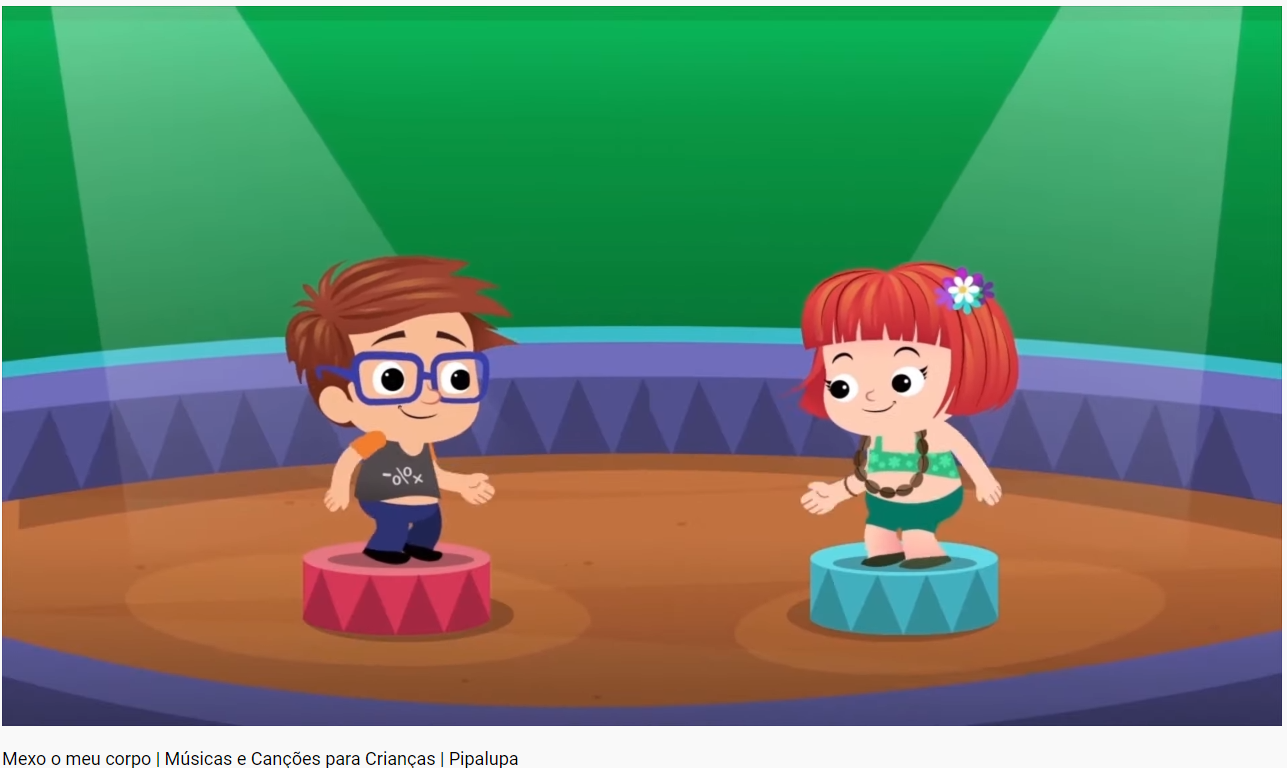 -o\o x
Mexo o meu corpo | Músicas e Canções para Crianças | Pipalupa